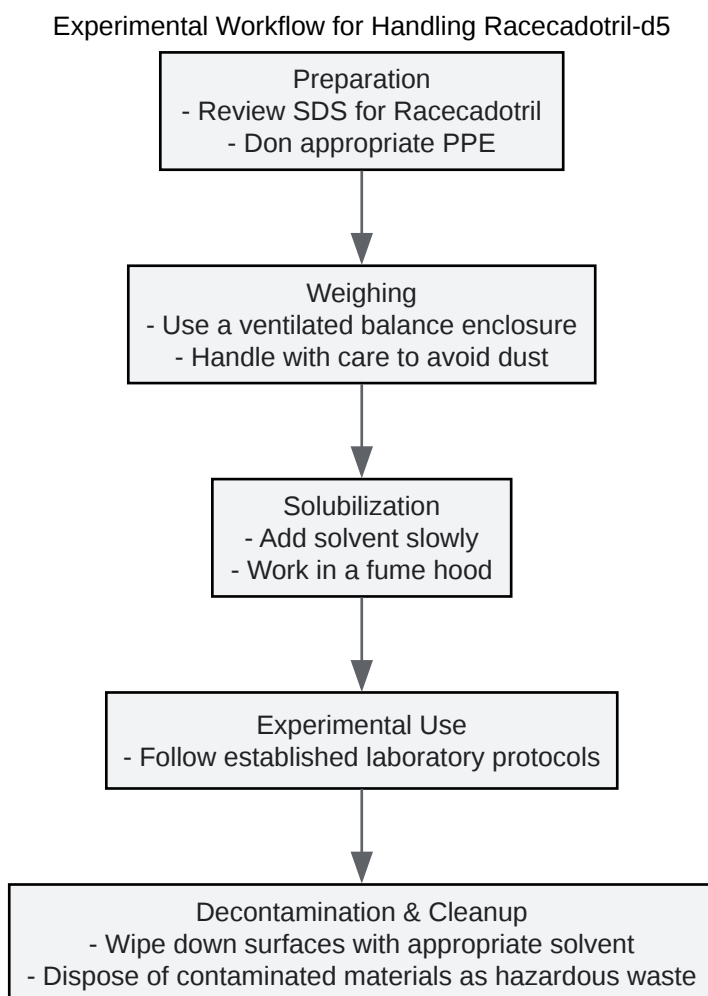 Experimental Workflow for Handling Racecadotril-d5
Preparation
- Review SDS for Racecadotril
- Don appropriate PPE
Weighing
- Use a ventilated balance enclosure
- Handle with care to avoid dust
Solubilization
- Add solvent slowly
- Work in a fume hood
Experimental Use
- Follow established laboratory protocols
Decontamination & Cleanup
- Wipe down surfaces with appropriate solvent
- Dispose of contaminated materials as hazardous waste